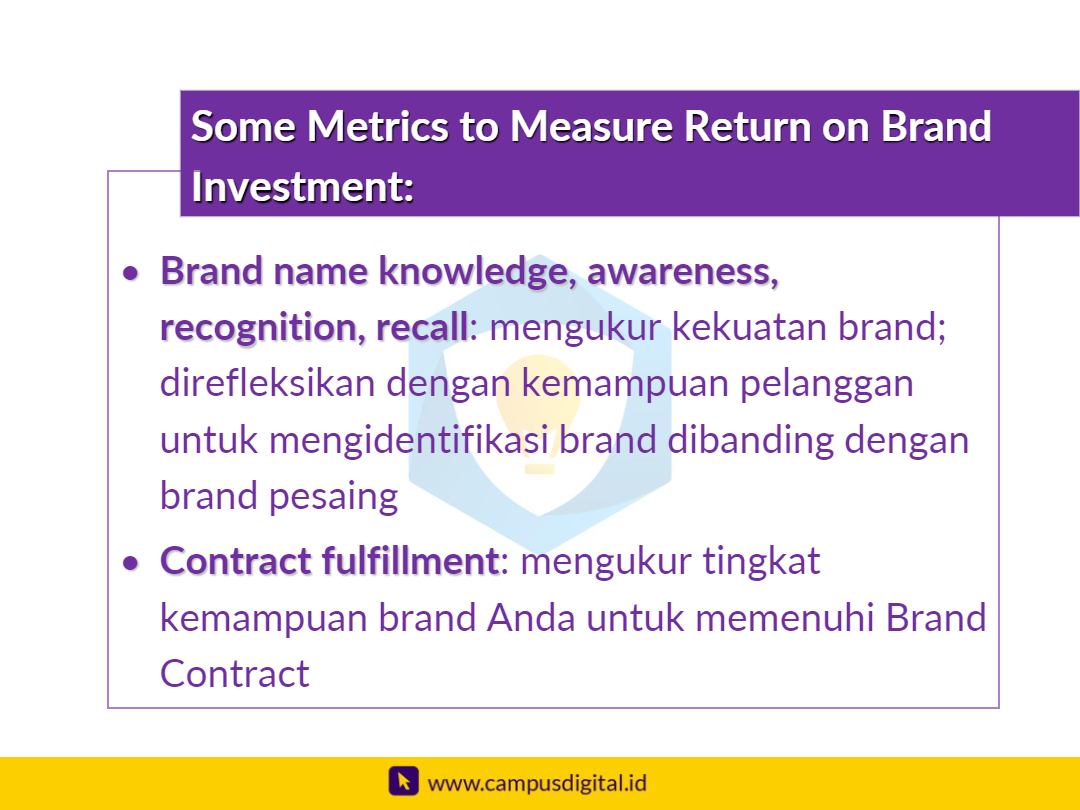 Some Metrics to Measure Return on Brand
Investment:
• Brand name knowledge, awareness,
recognition, recall: mengukur kekuatan brand;
direfleksikan dengan kemampuan pelanggan
untuk mengidentifikasi brand dibanding dengan
brand pesaing
• Contract fulfillment: mengukur tingkat
kemampuan brand Anda untuk memenuhi Brand
Contract
www.campusdigital.id